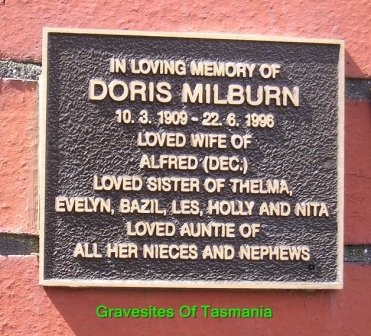 IN LOVING MEMORY OF
DORIS MILBURN
10. 3. 1909 - 22. 6. 1996
LOVED WIFE OF
ALFRED (DEC.)
LOVED SISTER OF THELMA,
EVELYN, BAZIL, LES, HOLLY AND NITA
LOVED AUNTIE OF
ALL HER NIECES AND NEPHEWS
Gravesites Of Tasmania